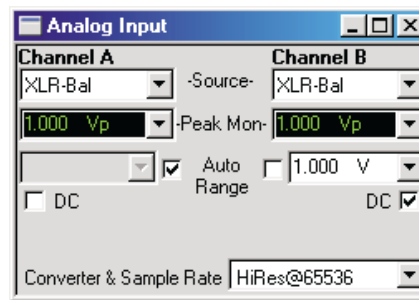 Analog Input
Channel A Channel B
XLR-Bal -Source- XLR-Bal
1.000 Vp -Peak Mon- 1.000 Vp
Auto Range 1.000 V
DC DC
Converter & Sample Rate HiRes@65536